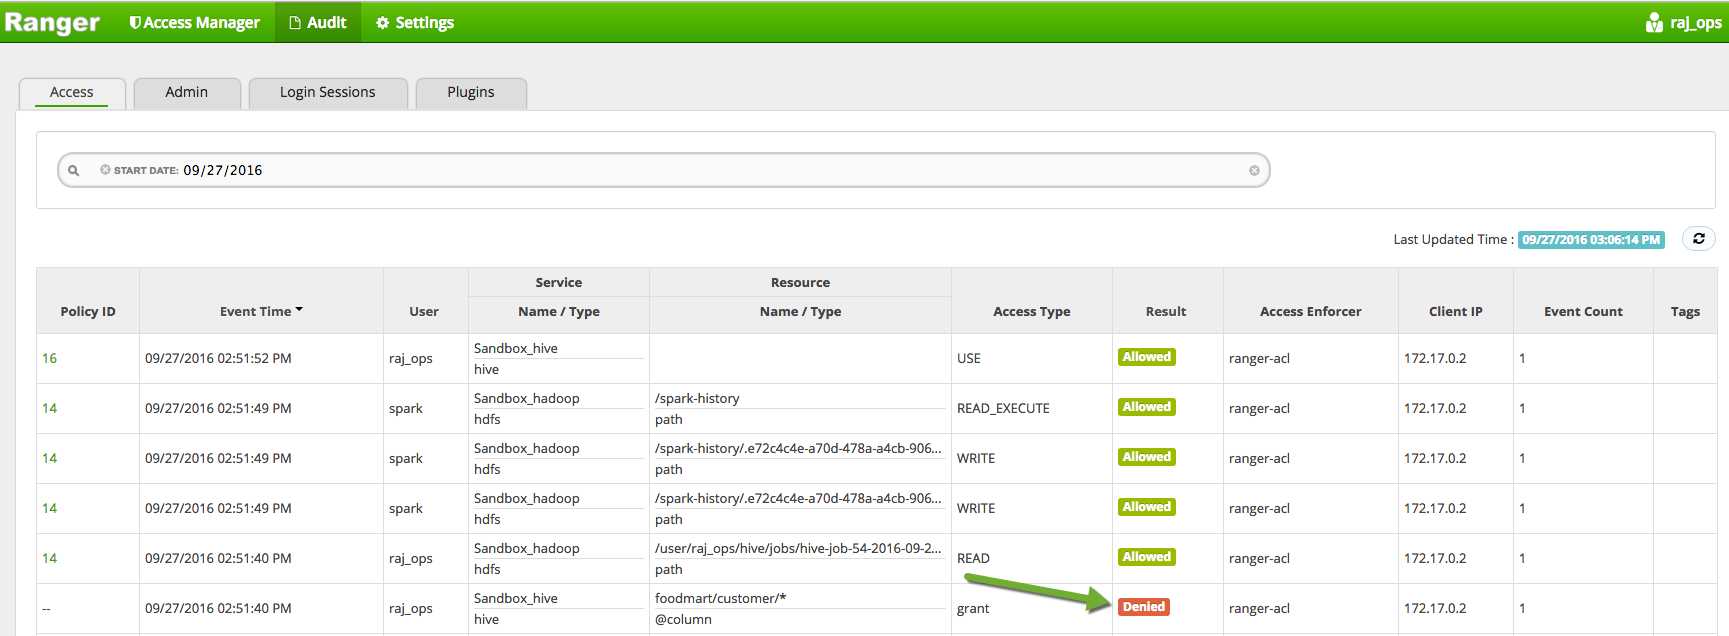 Ranger Access Manager Audit Settings raj_ops
Access Admin Login Sessions Plugins
START DATE: 09/27/2016
Last Updated Time : 09/27/2016 03:06:14 PM
Service Resource
Policy ID Event Time User Name / Type Name / Type Access Type Result Access Enforcer Client IP Event Count Tags
Sandbox_hive
16 09/27/2016 02:51:52 PM raj_ops USE Allowed ranger-acl 172.17.0.2 1
hive
Sandbox_hadoop /spark-history
14 09/27/2016 02:51:49 PM spark READ_EXECUTE Allowed ranger-acl 172.17.0.2 1
hdfs path
Sandbox_hadoop /spark-history/.e72c4c4e-a70d-478a-a4cb-906...
14 09/27/2016 02:51:49 PM spark WRITE Allowed ranger-acl 172.17.0.2 1
hdfs path
Sandbox_hadoop /spark-history/.e72c4c4e-a70d-478a-a4cb-906...
14 09/27/2016 02:51:49 PM spark WRITE Allowed ranger-acl 172.17.0.2 1
hdfs path
Sandbox_hadoop /user/raj_ops/hive/jobs/hive-job-54-2016-09-2...
14 09/27/2016 02:51:40 PM raj_ops READ Allowed ranger-acl 172.17.0.2 1
hdfs path
Sandbox_hive foodmart/customer/*
-- 09/27/2016 02:51:40 PM raj_ops grant Denied ranger-acl 172.17.0.2 1
hive @column